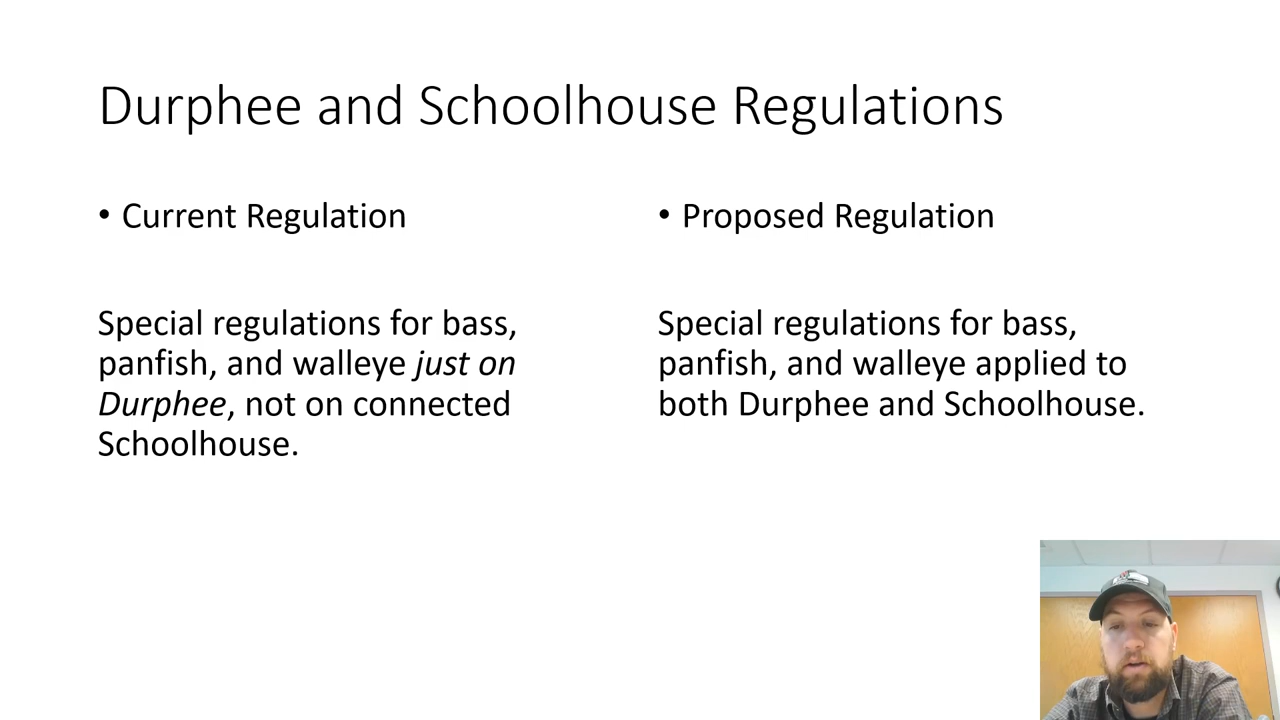 Durphee and Schoolhouse Regulations
• Current Regulation
Special regulations for bass,
panfish, and walleye just on
Durphee, not on connected
Schoolhouse.
• Proposed Regulation
Special regulations for bass,
panfish, and walleye applied to
both Durphee and Schoolhouse.